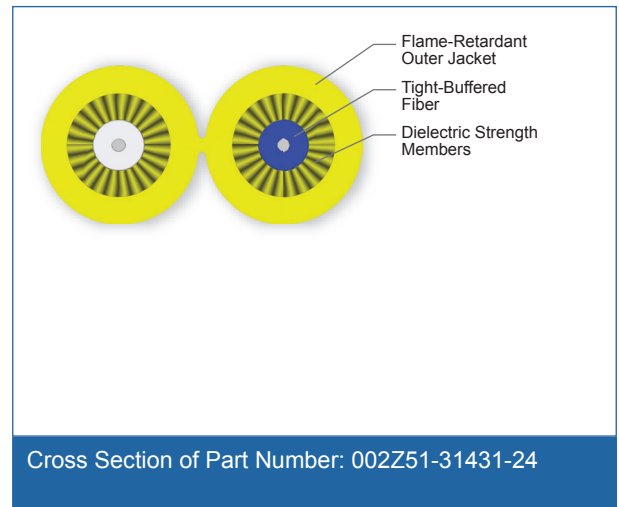 Flame-Retardant
Outer Jacket
Tight-Buffered
Fiber
Dielectric Strength
Members
Cross Section of Part Number: 002Z51-31431-24